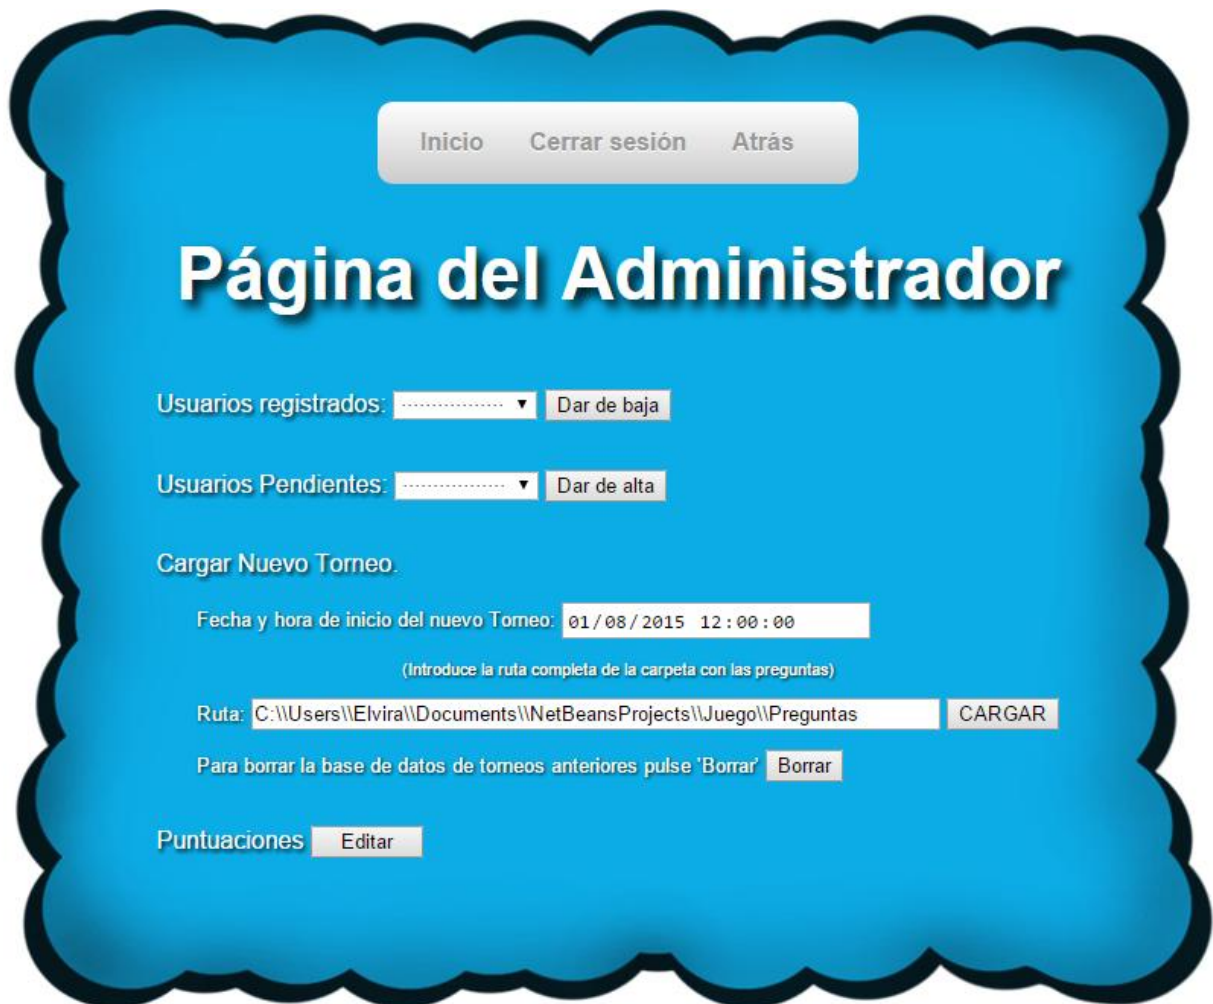 Inicio Cerrar sesión Atrás
Página del Administrador
Usuarios registrados: ---------------- Dar de baja
Usuarios Pendientes: ---------------- Dar de alta
Cargar Nuevo Torneo.
Fecha y hora de inicio del nuevo Torneo: 01/08/2015 12:00:00
(Introduce la ruta completa de la carpeta con las preguntas)
Ruta: C:\\Users\\Elvira\\Documents\\NetBeansProjects\\Juego\\Preguntas CARGAR
Para borrar la base de datos de torneos anteriores pulse 'Borrar' Borrar
Puntuaciones Editar